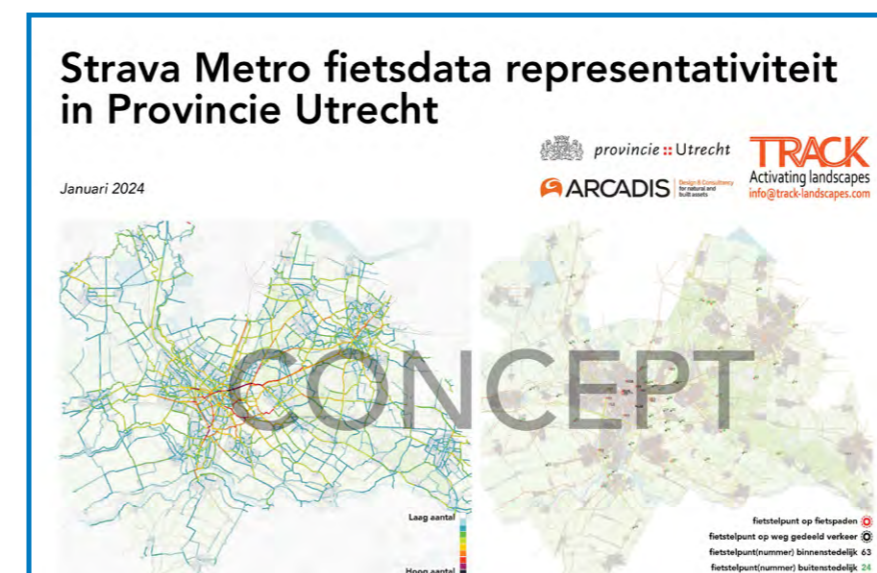 Strava Metro fietsdata representativiteit
in Provincie Utrecht
provincie :: Utrecht
TRACK
Activating landscapes
info@track-landscapes.com
ARCADIS
Design & Consultancy
for natural and
built assets
Januari 2024
CONCEPT
Laag aantal
Hoog aantal
fietstelpunt op fietspaden
fietstelpunt op weg gedeeld verkeer
fietstelpunt(nummer) binnenstedelijk 63
fietstelpunt(nummer) buitenstedelijk 24